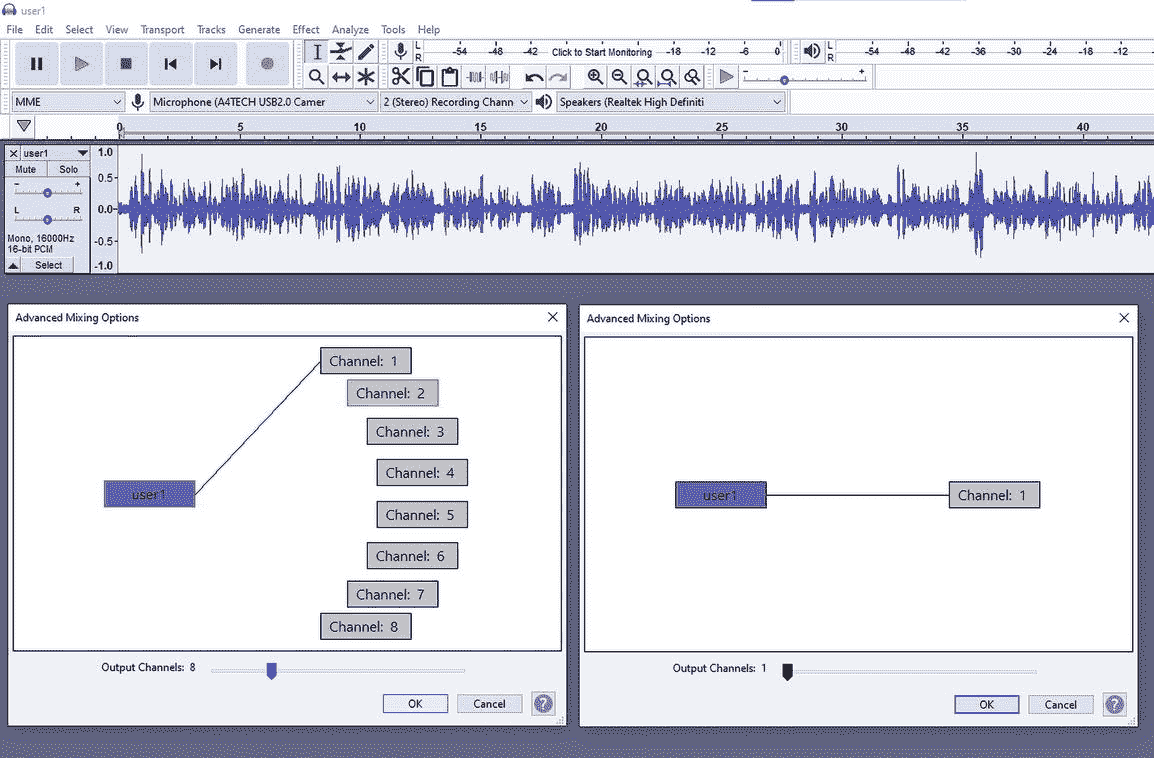 user1
File Edit Select View Transport Tracks Generate Effect Analyze Tools Help
L -54 -48 -42 Click to Start Monitoring -18 -12 -6 0 L -54 -48 -42 -36 -30 -24 -18 -12
R R
- +
MME Microphone (A4TECH USB2.0 Camer 2 (Stereo) Recording Chann Speakers (Realtek High Definiti
0 5 10 15 20 25 30 35 40
user1 1.0
Mute Solo
- + 0.5
L R 0.0
Mono, 16000Hz -0.5
16-bit PCM
Select -1.0
Advanced Mixing Options
Channel: 1
Channel: 2
Channel: 3
Channel: 4
user1
Channel: 5
Channel: 6
Channel: 7
Channel: 8
Output Channels: 8
OK Cancel
Advanced Mixing Options
user1 Channel: 1
Output Channels: 1
OK Cancel